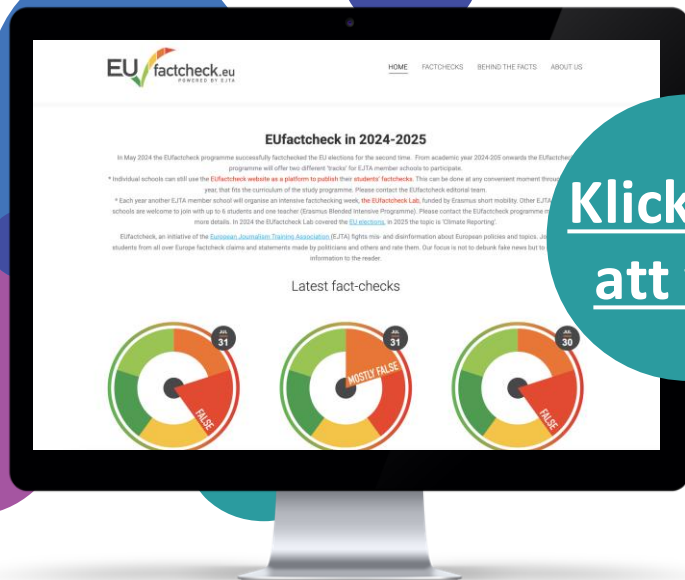 EU factcheck.eu
POWERED BY EJTA
HOME FACTCHECKS BEHIND THE FACTS ABOUT US
EUfactcheck in 2024-2025
In May 2024 the EUfactcheck programme successfully factchecked the EU elections for the second time. From academic year 2024-205 onwards the EUfactchec
programme will offer two different 'tracks' for EJTA member schools to participate.
* Individual schools can still use the EUfactcheck website as a platform to publish their students' factchecks. This can be done at any convenient moment throu
year, that fits the curriculum of the study programme. Please contact the EUfactcheck editorial team.
* Each year another EJTA member school will organise an intensive factchecking week, the EUfactcheck Lab, funded by Erasmus short mobility. Other EJTA
schools are welcome to join with up to 6 students and one teacher (Erasmus Blended Intensive Programme). Please contact the EUfactcheck programme m
more details. In 2024 the EUfactcheck Lab covered the EU elections, in 2025 the topic is 'Climate Reporting'.
EUfactcheck, an initiative of the European Journalism Training Association (EJTA) fights mis- and disinformation about European policies and topics. Jo
students from all over Europe factcheck claims and statements made by politicians and others and rate them. Our focus is not to debunk fake news but to
information to the reader.
Klick
att
Latest fact-checks
31
31
30
FALSE
MOSTLY FALSE
FALSE